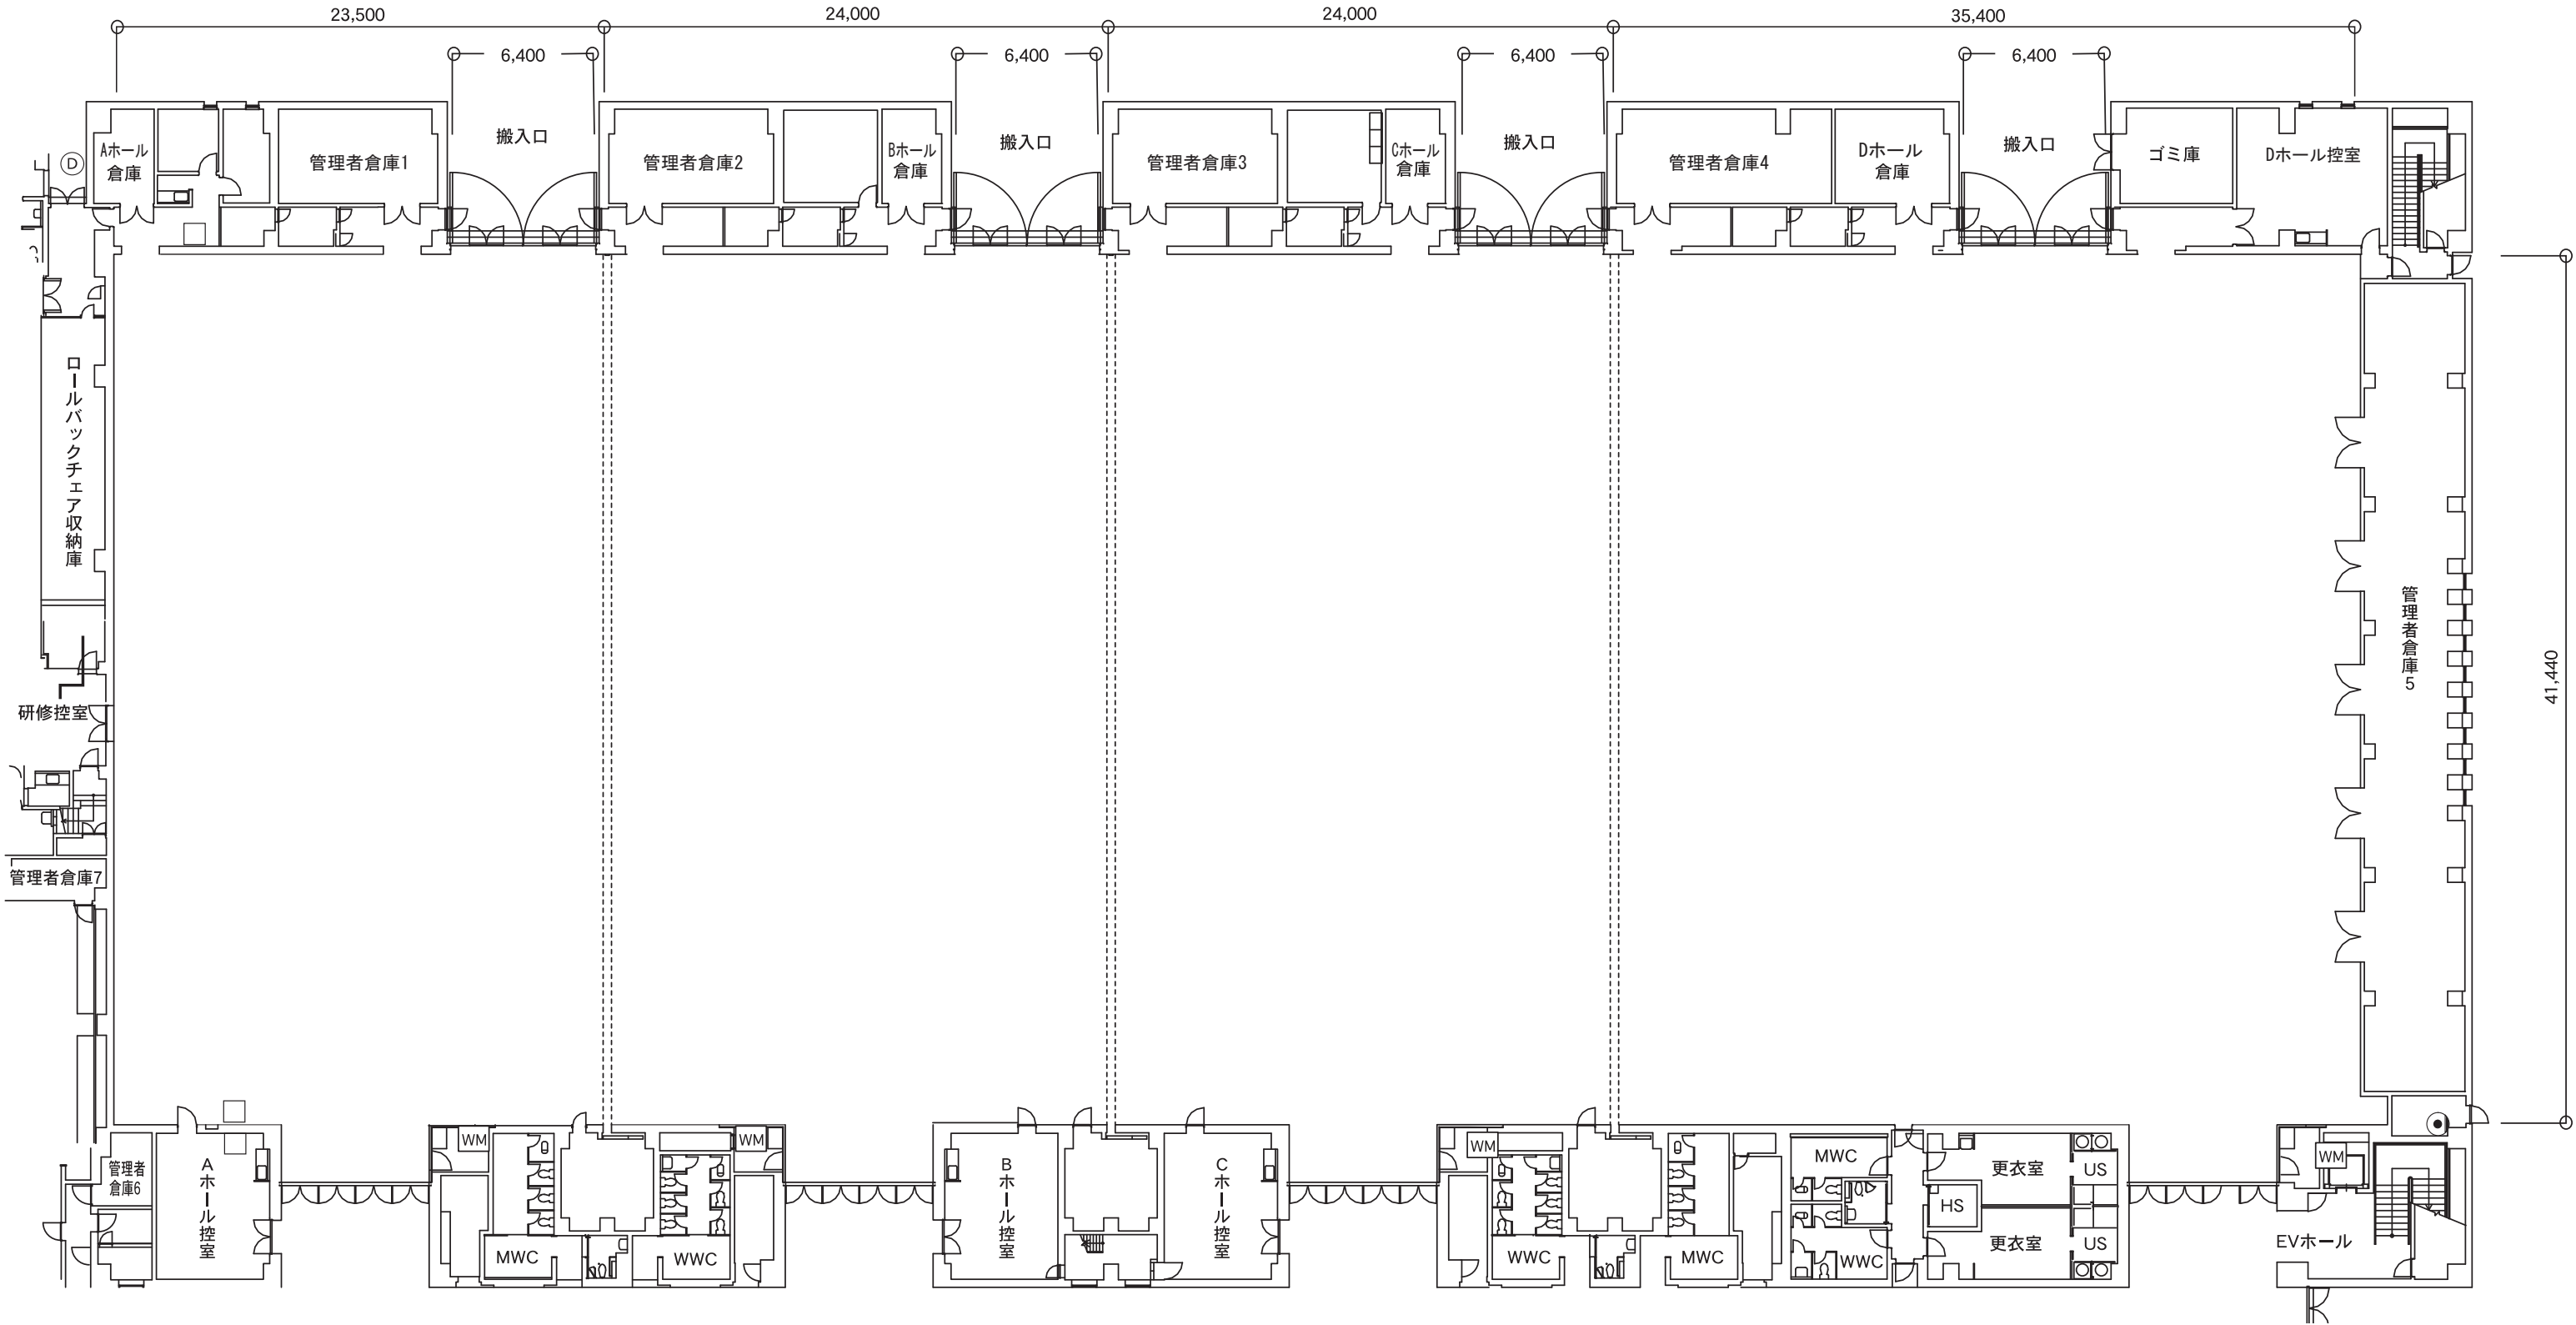 23,500
24,000
24,000
35,400
6,400
6,400
6,400
6,400
搬入口
搬入口
搬入口
搬入口
D
Aホール
倉庫
管理者倉庫1
管理者倉庫2
Bホール
倉庫
管理者倉庫3
Cホール
倉庫
管理者倉庫4
Dホール
倉庫
ゴミ庫
Dホール控室
ロールバックチェア収納庫
管理者倉庫5
41,440
研修控室
管理者倉庫7
管理者
倉庫6
Aホール控室
WM
MWC
WWC
WM
Bホール控室
Cホール控室
WM
WWC
MWC
MWC
WWC
HS
更衣室
更衣室
US
US
WM
EVホール